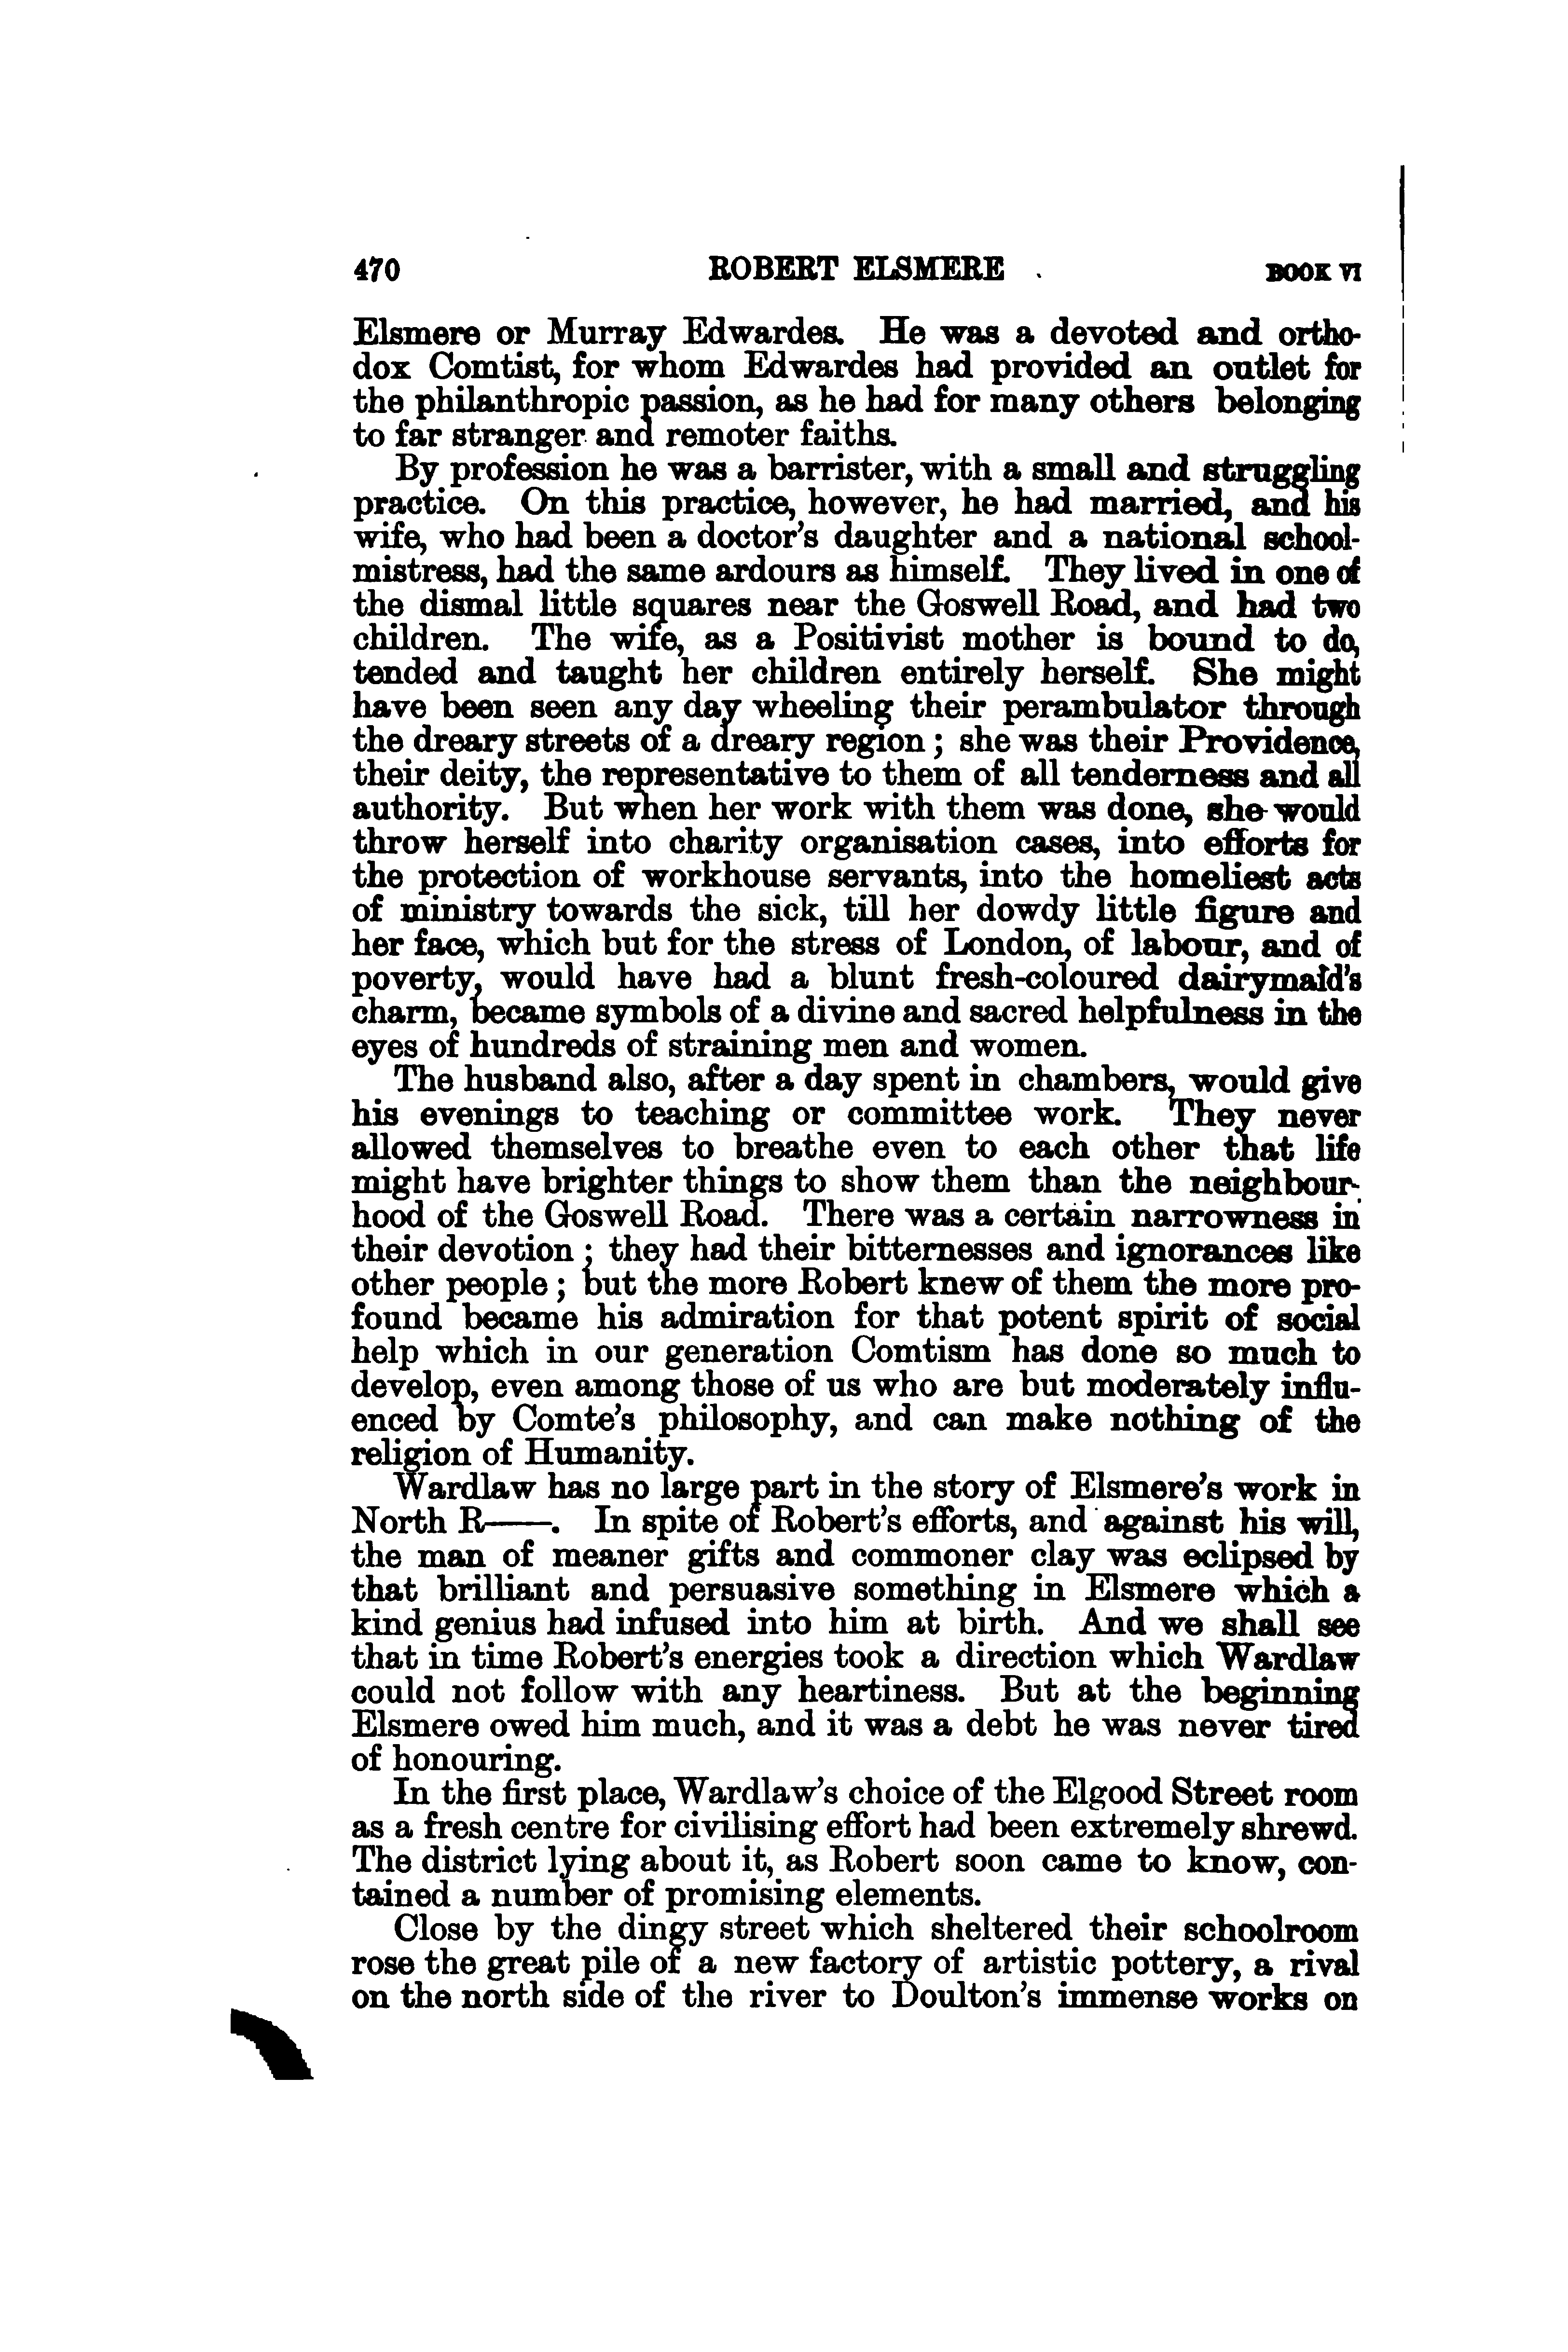 470 ROBERT ELSMERE BOOK VI
Elsmere or Murray Edwardes. He was a devoted and ortho-
dox Comtist, for whom Edwardes had provided an outlet for
the philanthropic passion, as he had for many others belonging
to far stranger and remoter faiths.
By profession he was a barrister, with a small and struggling
practice. On this practice, however, he had married, and his
wife, who had been a doctor's daughter and a national school-
mistress, had the same ardours as himself. They lived in one of
the dismal little squares near the Goswell Road, and had two
children. The wife, as a Positivist mother is bound to do,
tended and taught her children entirely herself. She might
have been seen any day wheeling their perambulator through
the dreary streets of a dreary region; she was their Providence,
their deity, the representative to them of all tenderness and all
authority. But when her work with them was done, she would
throw herself into charity organisation cases, into efforts for
the protection of workhouse servants, into the homeliest acts
of ministry towards the sick, till her dowdy little figure and
her face, which but for the stress of London, of labour, and of
poverty, would have had a blunt fresh-coloured dairymaid's
charm, became symbols of a divine and sacred helpfulness in the
eyes of hundreds of straining men and women.
The husband also, after a day spent in chambers, would give
his evenings to teaching or committee work. They never
allowed themselves to breathe even to each other that life
might have brighter things to show them than the neighbour-
hood of the Goswell Road. There was a certain narrowness in
their devotion; they had their bitternesses and ignorances like
other people; but the more Robert knew of them the more pro-
found became his admiration for that potent spirit of social
help which in our generation Comtism has done so much to
develop, even among those of us who are but moderately influ-
enced by Comte's philosophy, and can make nothing of the
religion of Humanity.
Wardlaw has no large part in the story of Elsmere's work in
North R——. In spite of Robert's efforts, and against his will,
the man of meaner gifts and commoner clay was eclipsed by
that brilliant and persuasive something in Elsmere which a
kind genius had infused into him at birth. And we shall see
that in time Robert's energies took a direction which Wardlaw
could not follow with any heartiness. But at the beginning
Elsmere owed him much, and it was a debt he was never tired
of honouring.
In the first place, Wardlaw's choice of the Elgood Street room
as a fresh centre for civilising effort had been extremely shrewd.
The district lying about it, as Robert soon came to know, con-
tained a number of promising elements.
Close by the dingy street which sheltered their schoolroom
rose the great pile of a new factory of artistic pottery, a rival
on the north side of the river to Doulton's immense works on